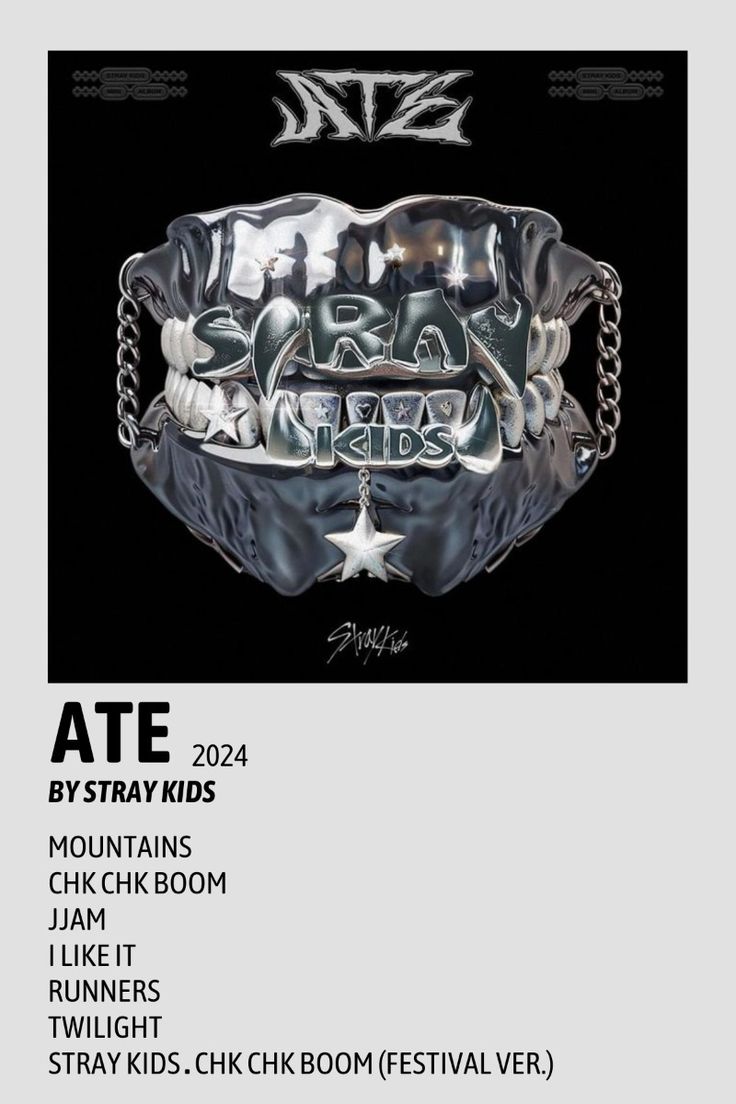 STRAY KIDS STRAY KIDS
MINI ALBUM MINI ALBUM
ATE
STRAY
KIDS
Stray Kids
ATE 2024
BY STRAY KIDS
MOUNTAINS
CHK CHK BOOM
JJAM
I LIKE IT
RUNNERS
TWILIGHT
STRAY KIDS. CHK CHK BOOM (FESTIVAL VER.)